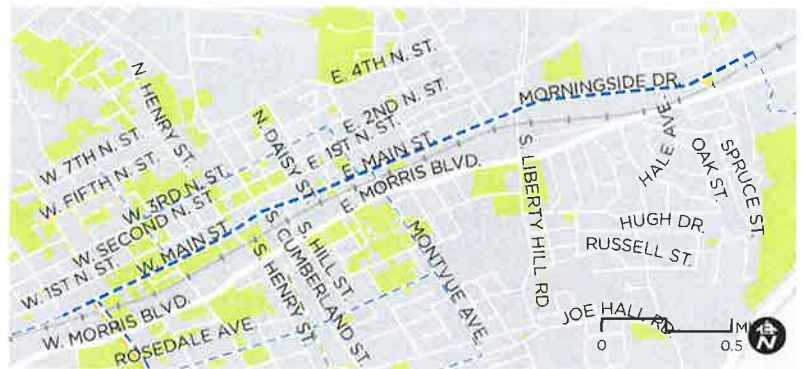 E. 4TH N. ST.
N. HENRY ST.
MORNINGSIDE DR.
E. 2ND N. ST.
N. DAISY ST.
E. 1ST N. ST.
W. 7TH N. ST.
HALE AVE.
E. MAIN ST.
OAK ST.
SPRUCE ST.
W. FIFTH N. ST.
S. LIBERTY HILL RD
E. MORRIS BLVD.
W. 3RD N. ST.
W. SECOND N. ST
HUGH DR.
S. HILL ST.
S. CUMBERLAND ST.
MONTVUE AVE.
W. MAIN ST.
RUSSELL ST.
S. HENRY ST.
W. 1ST N. ST.
W. MORRIS BLVD.
JOE HALL RD.
ROSEDALE AVE.
0 0.5
N